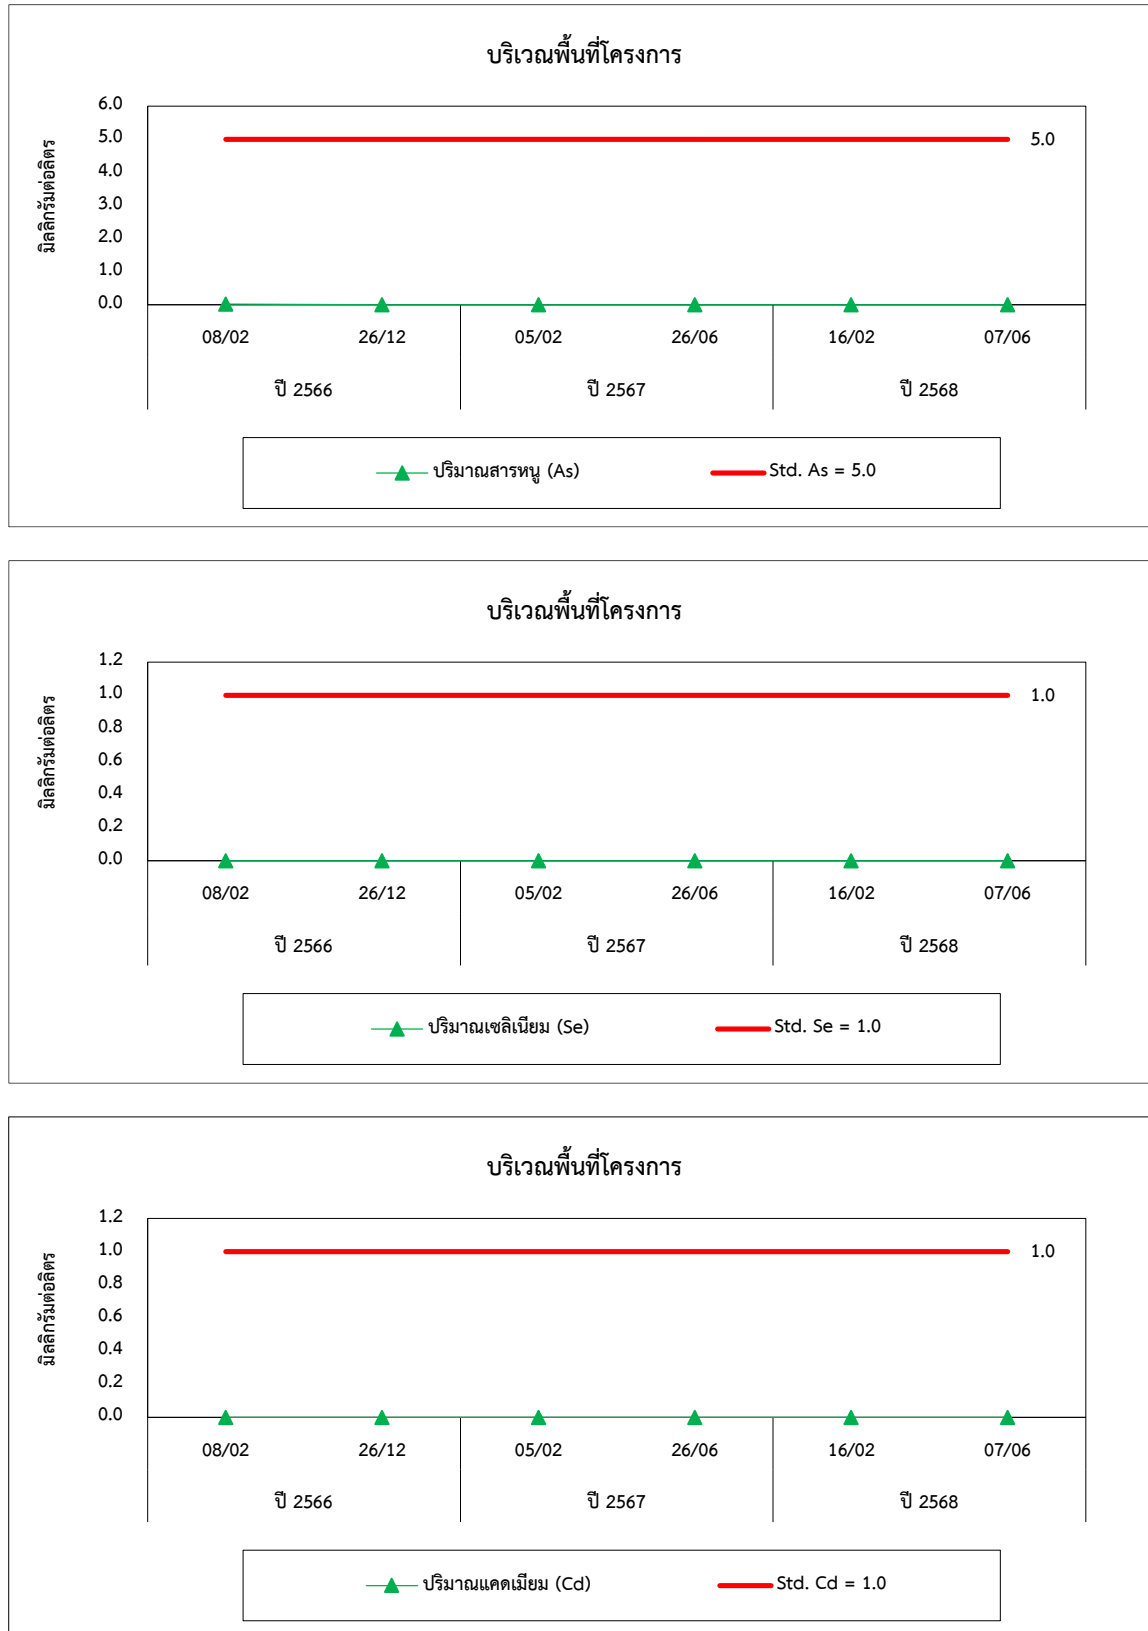 บริเวณพื้นที่โครงการ
มิลลิกรัมต่อลิตร
6.0
5.0
4.0
3.0
2.0
1.0
0.0
5.0
08/02 26/12 05/02 26/06 16/02 07/06
ปี 2566 ปี 2567 ปี 2568
ปริมาณสารหนู (As) Std. As = 5.0
บริเวณพื้นที่โครงการ
มิลลิกรัมต่อลิตร
1.2
1.0
0.8
0.6
0.4
0.2
0.0
1.0
08/02 26/12 05/02 26/06 16/02 07/06
ปี 2566 ปี 2567 ปี 2568
ปริมาณเซลิเนียม (Se) Std. Se = 1.0
บริเวณพื้นที่โครงการ
มิลลิกรัมต่อลิตร
1.2
1.0
0.8
0.6
0.4
0.2
0.0
1.0
08/02 26/12 05/02 26/06 16/02 07/06
ปี 2566 ปี 2567 ปี 2568
ปริมาณแคดเมียม (Cd) Std. Cd = 1.0